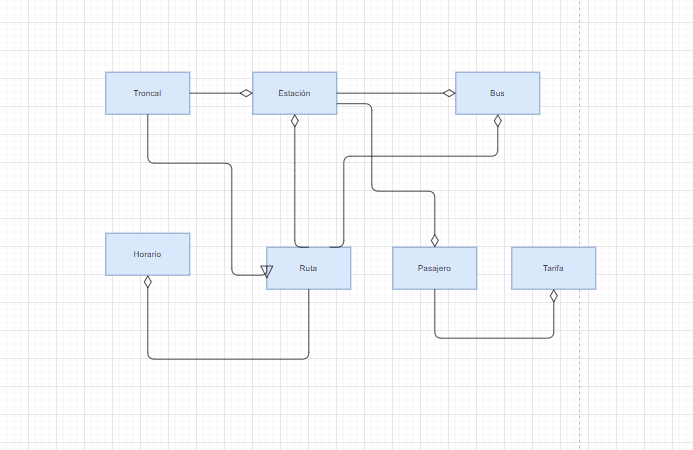 Troncal
Estación
Bus
Horario
Ruta
Pasajero
Tarifa